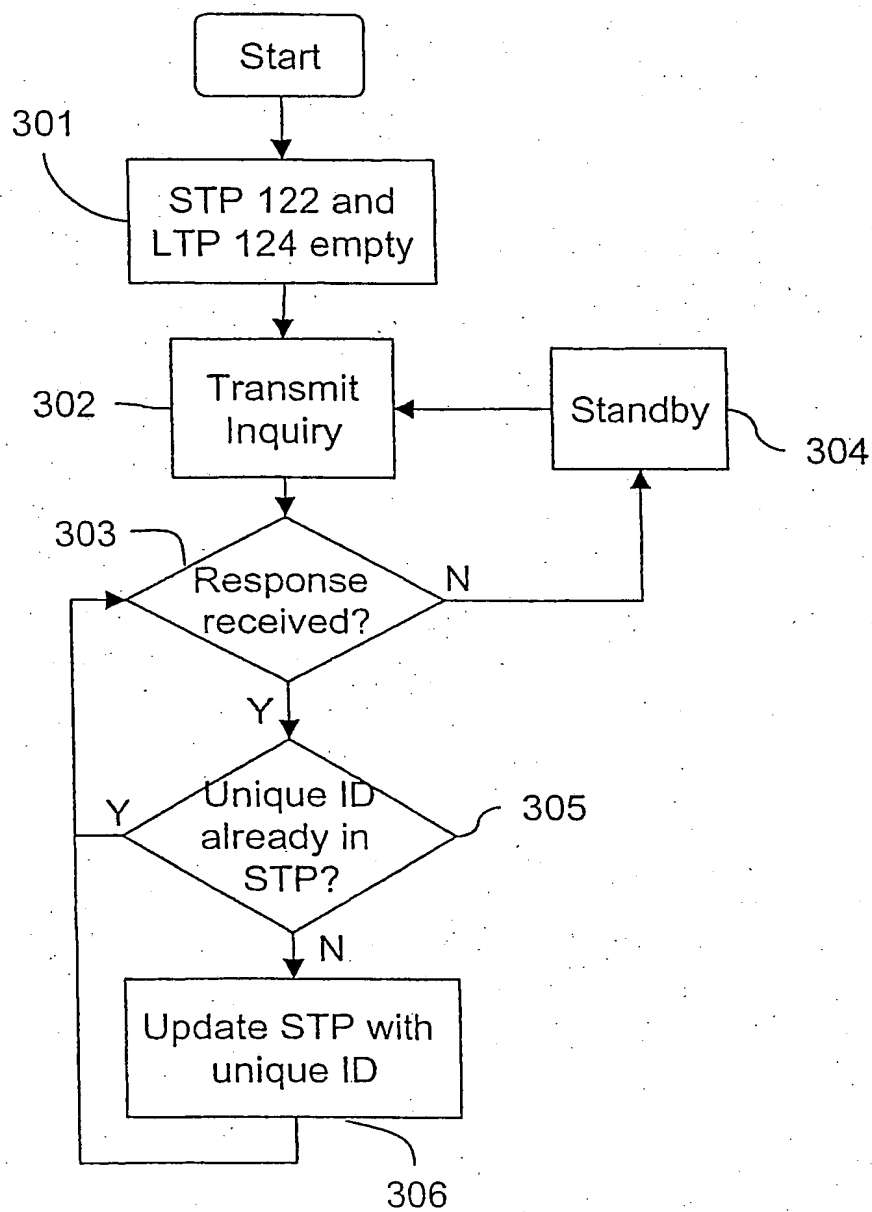 Start
301
STP 122 and
LTP 124 empty
302
Transmit
Inquiry
Standby
304
303
Response
received?
N
Y
Y
Unique ID
already in
STP?
305
N
Update STP with
unique ID
306